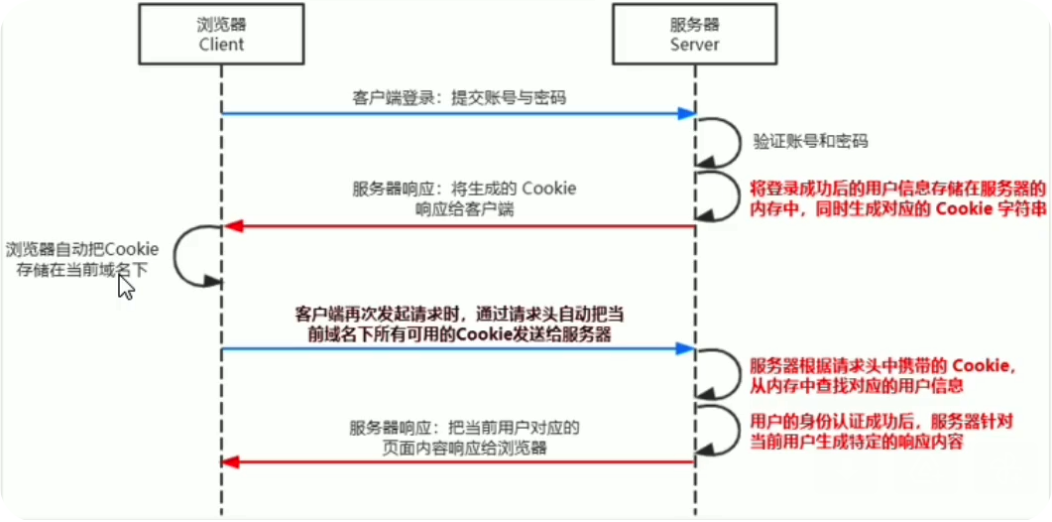 浏览器
Client
服务器
Server
客户端登录：提交账号与密码
验证账号和密码
服务器响应：将生成的 Cookie
响应给客户端
将登录成功后的用户信息存储在服务器的
内存中，同时生成对应的 Cookie 字符串
浏览器自动把Cookie
存储在当前域名下
客户端再次发起请求时，通过请求头自动把当
前域名下所有可用的Cookie发送给服务器
服务器根据请求头中携带的 Cookie，
从内存中查找对应的用户信息
服务器响应：把当前用户对应的
页面内容响应给浏览器
用户的身份认证成功后，服务器针对
当前用户生成特定的响应内容